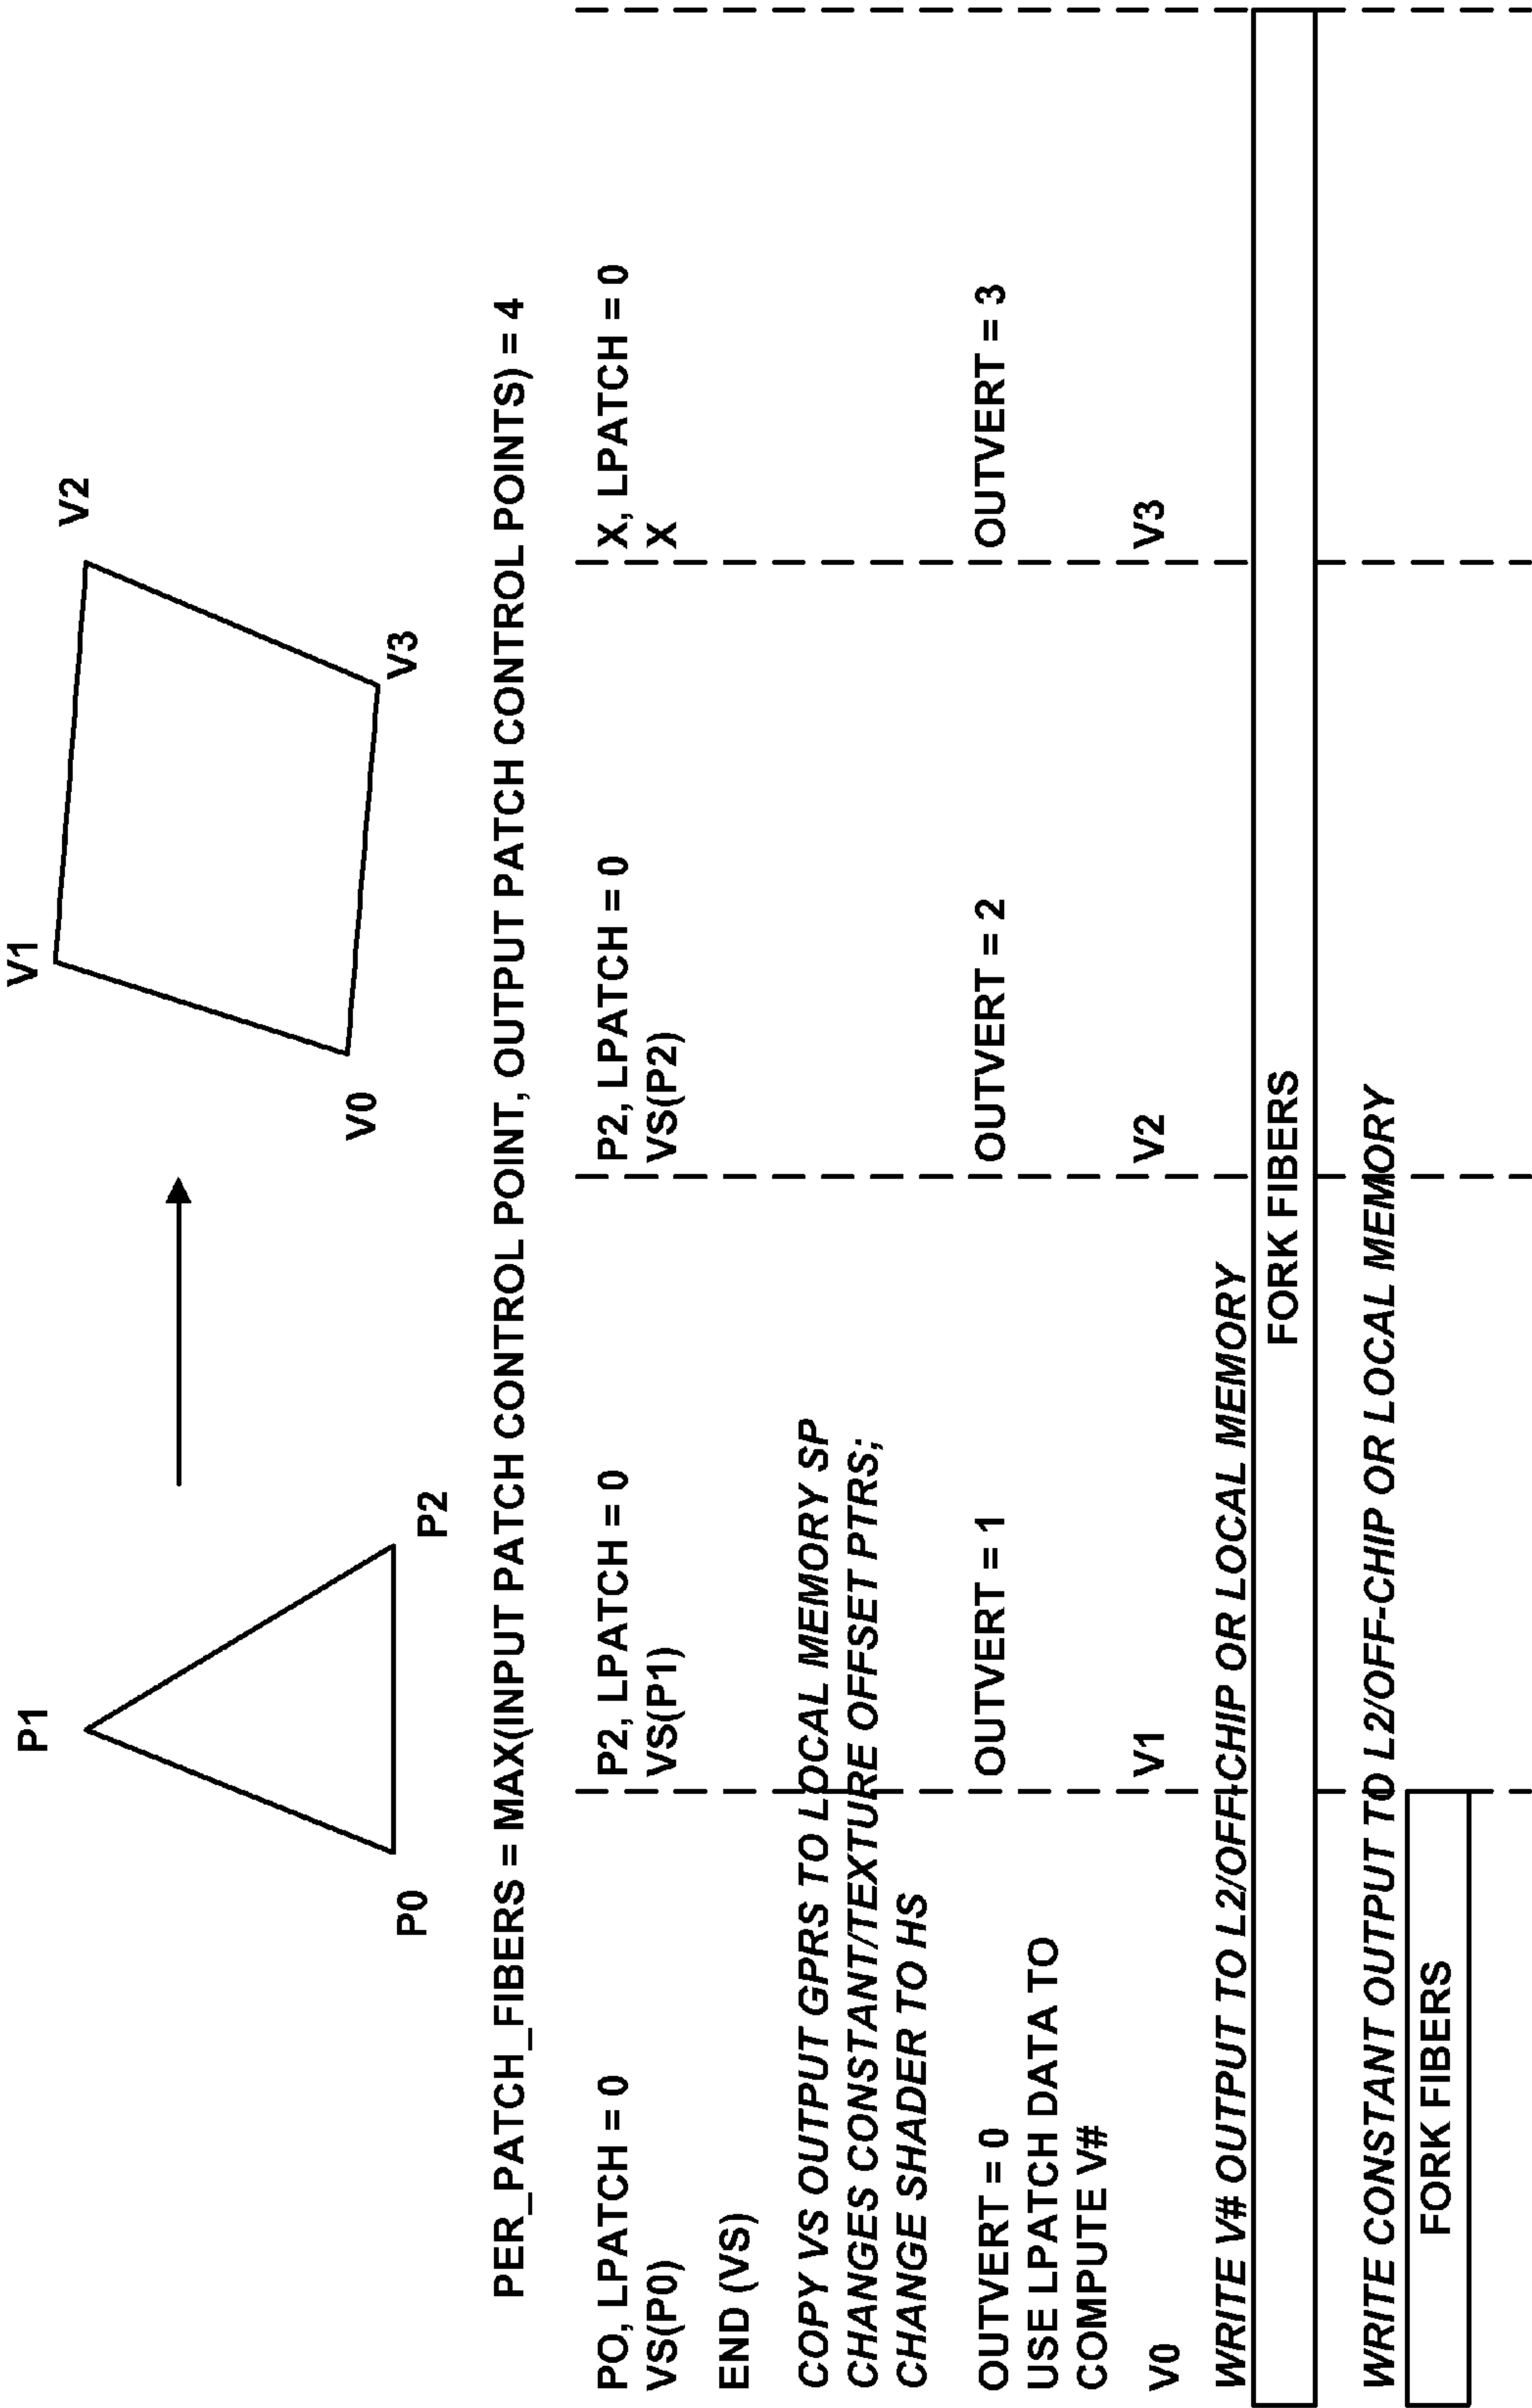 P1
P0
P2
V1
V2
V0
V3
PER_PATCH_FIBERS = MAX(INPUT PATCH CONTROL POINT, OUTPUT PATCH CONTROL POINTS) = 4
PO, LPATCH = 0
VS(P0)
P2, LPATCH = 0
VS(P1)
P2, LPATCH = 0
VS(P2)
X, LPATCH = 0
X
END (VS)
COPY VS OUTPUT GPRS TO LOCAL MEMORY SP
CHANGES CONSTANT/TEXTURE OFFSET PTRS;
CHANGE SHADER TO HS
OUTVERT = 0
USE LPATCH DATA TO
COMPUTE V#
OUTVERT = 1
OUTVERT = 2
OUTVERT = 3
V0
V1
V2
V3
WRITE V# OUTPUT TO L2/OFF-CHIP OR LOCAL MEMORY
FORK FIBERS
WRITE CONSTANT OUTPUT TO L2/OFF-CHIP OR LOCAL MEMORY
FORK FIBERS